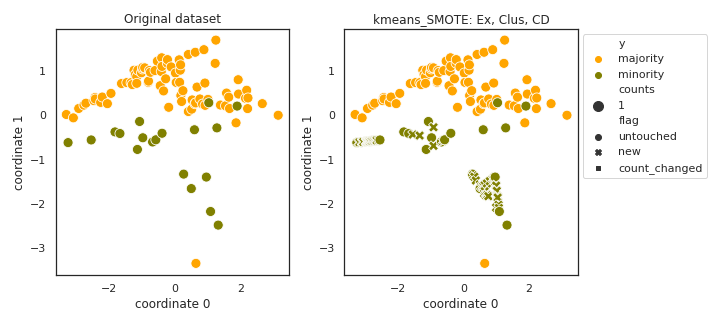 Original dataset
kmeans_SMOTE: Ex, Clus, CD
coordinate 1
1
0
−1
−2
−3
−2
0
2
coordinate 0
coordinate 1
1
0
−1
−2
−3
−2
0
2
coordinate 0
y
majority
minority
counts
1
flag
untouched
new
count_changed